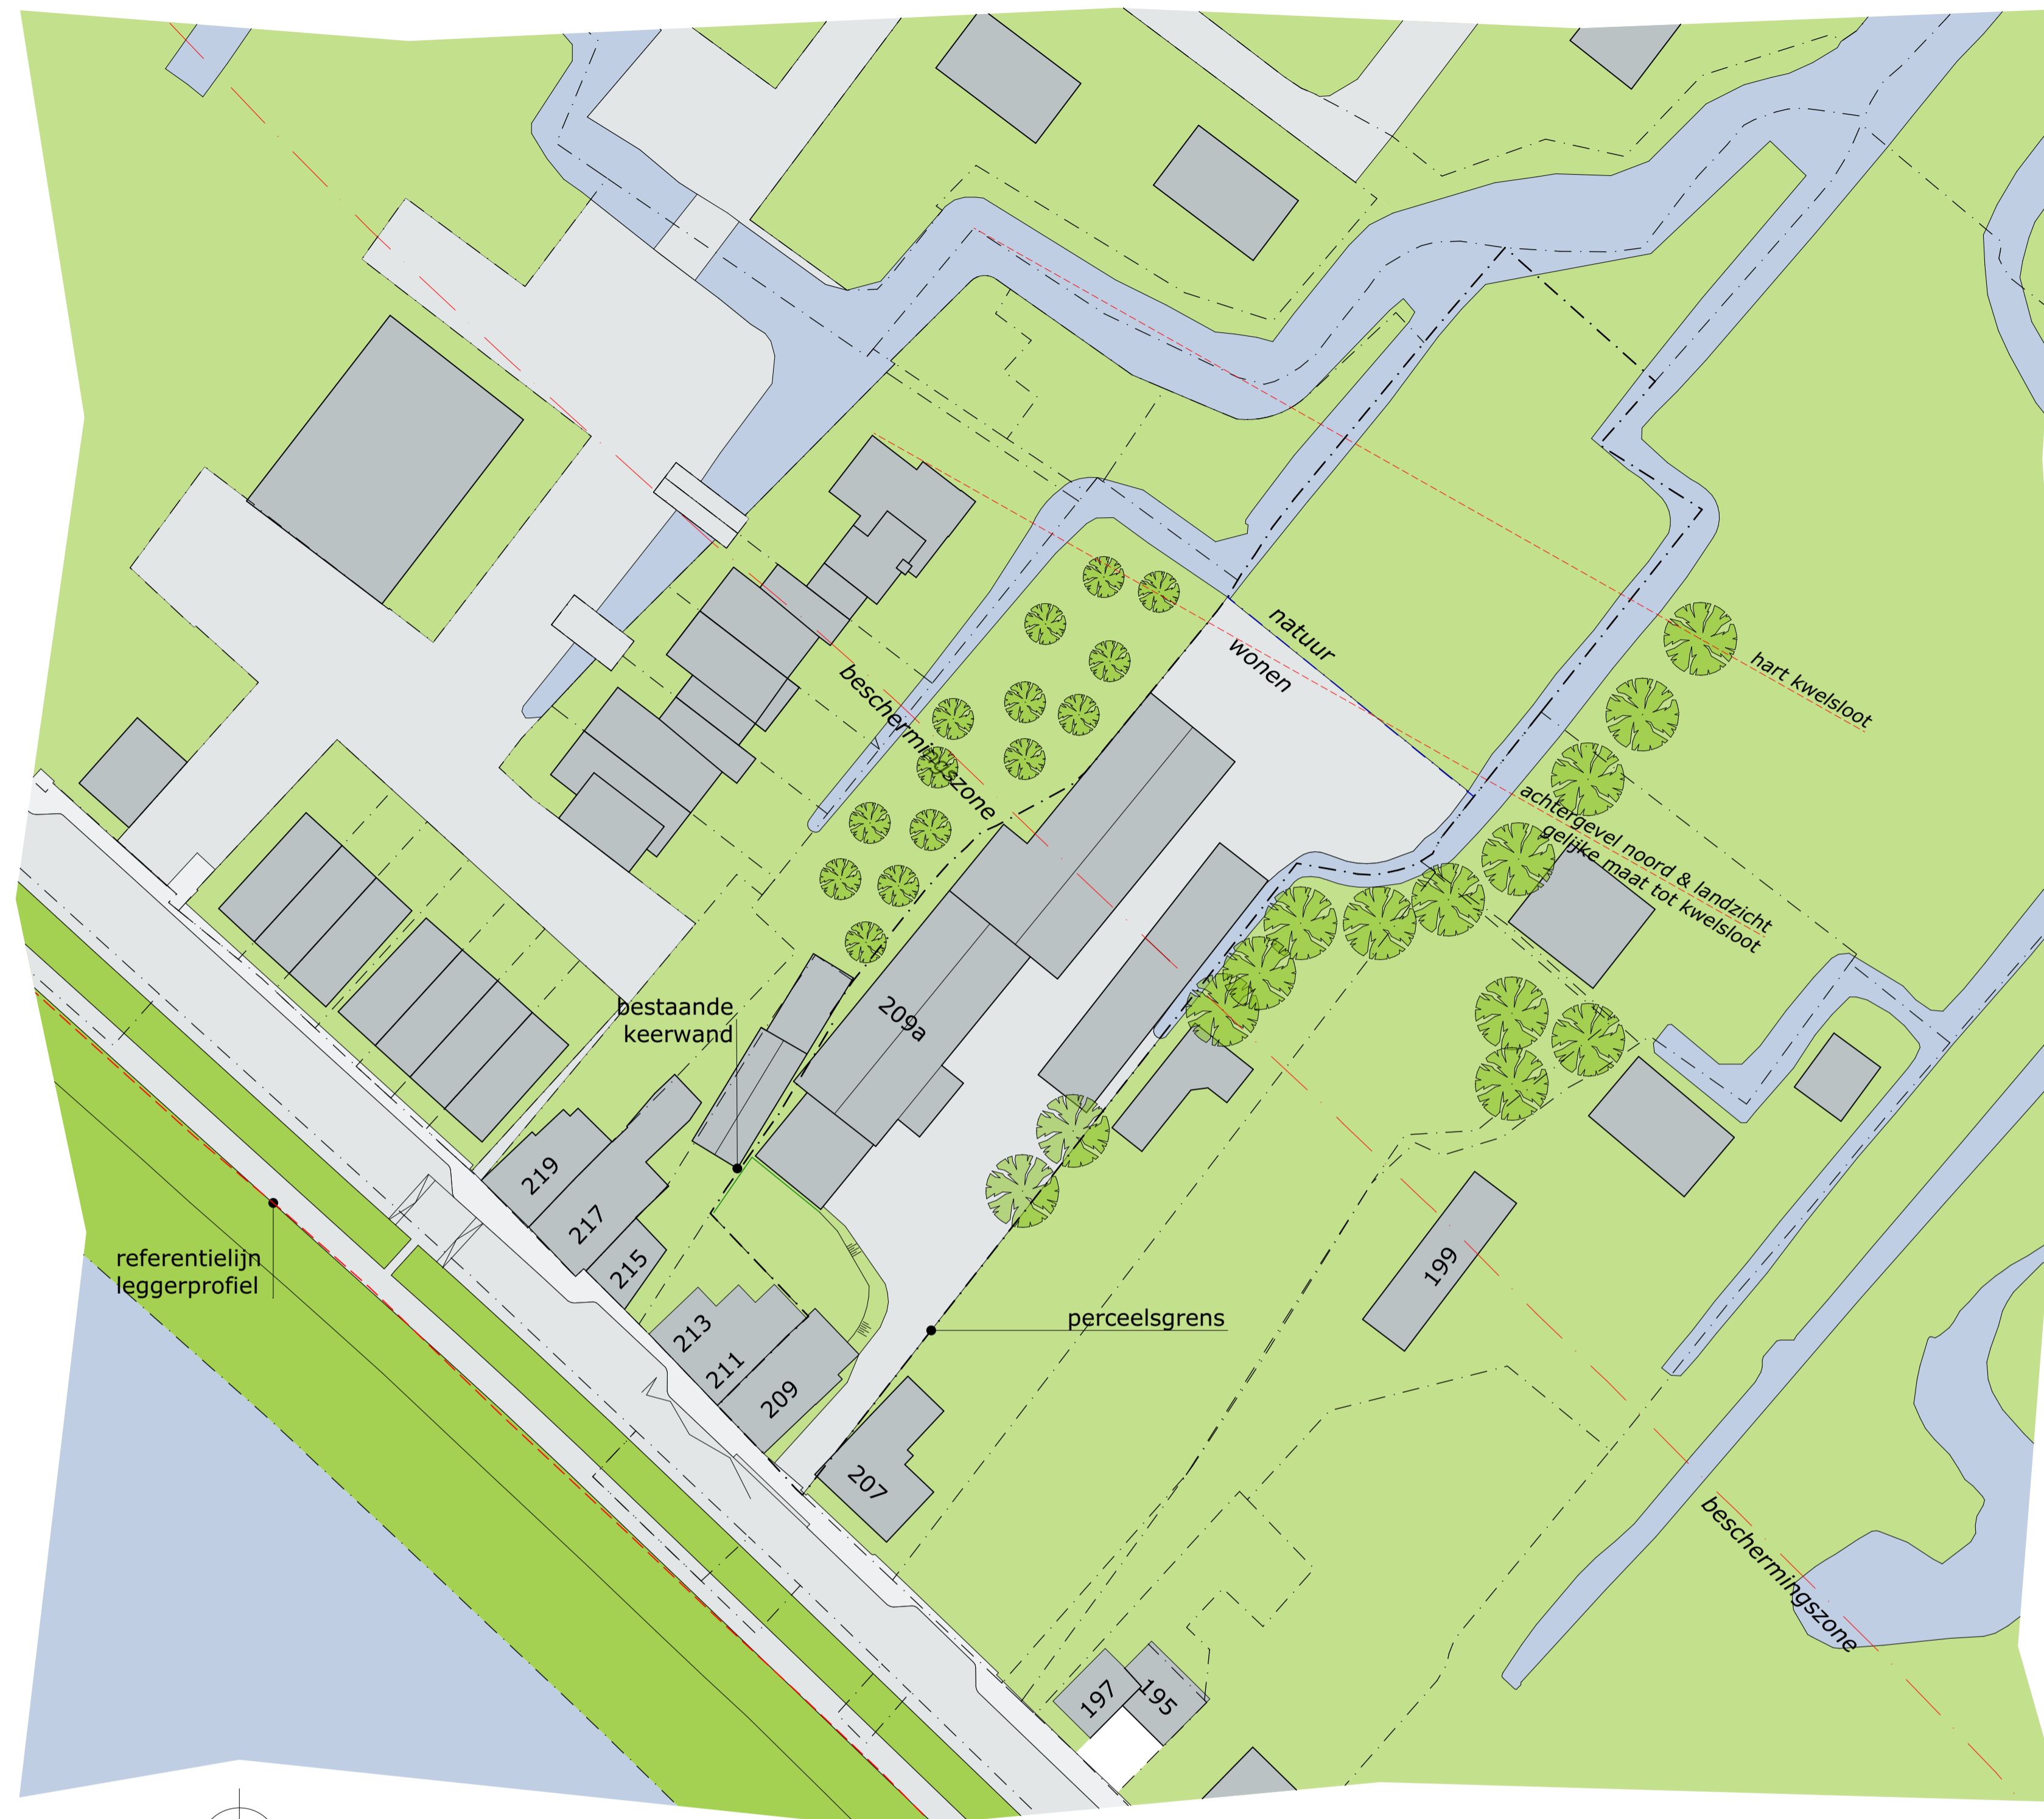 natuur
wonen
hart kwelsloot
beschermingszone
achtergevel noord & landzicht
gelijke maat tot kwelsloot
bestaande
keerwand
209a
219
217
215
referentielijn
leggerprofiel
199
213
211
209
perceelsgrens
207
beschermingszone
197
195